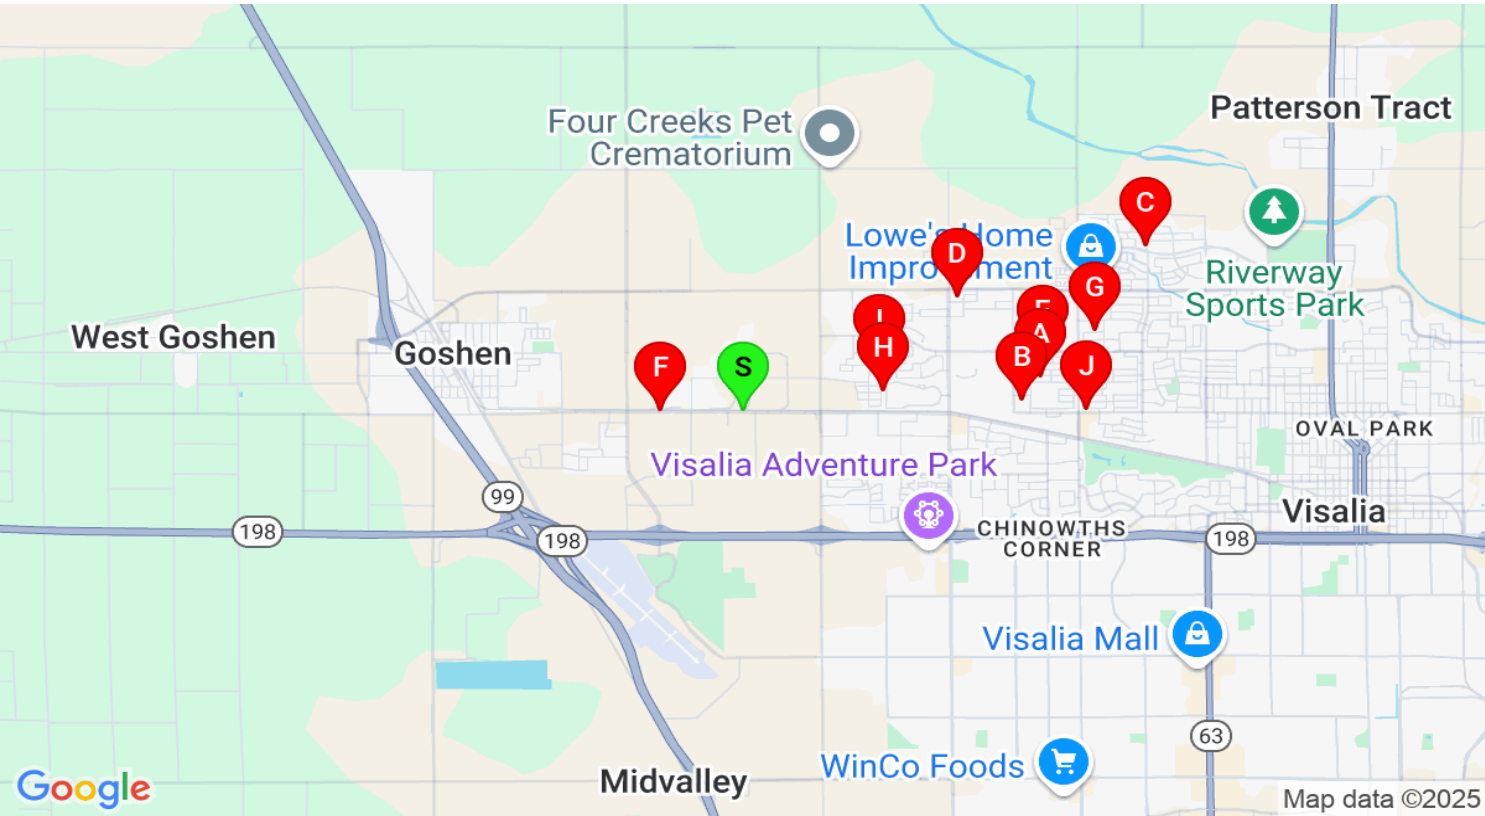 Patterson Tract
Four Creeks Pet
Crematorium
C
Lowe's Home
D
Riverway
Sports Park
G
A
H
B
J
F
S
West Goshen
Goshen
OVAL PARK
Visalia Adventure Park
99
Visalia
198
198
CHINOWTHS
CORNER
198
Visalia Mall
63
WinCo Foods
Midvalley
Google
Map data ©2025